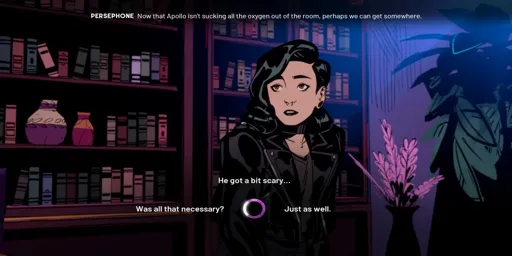 PERSEPHONE Now that Apollo isn't sucking all the oxygen out of the room, perhaps we can get somewhere.
He got a bit scary...
Was all that necessary?
Just as well.